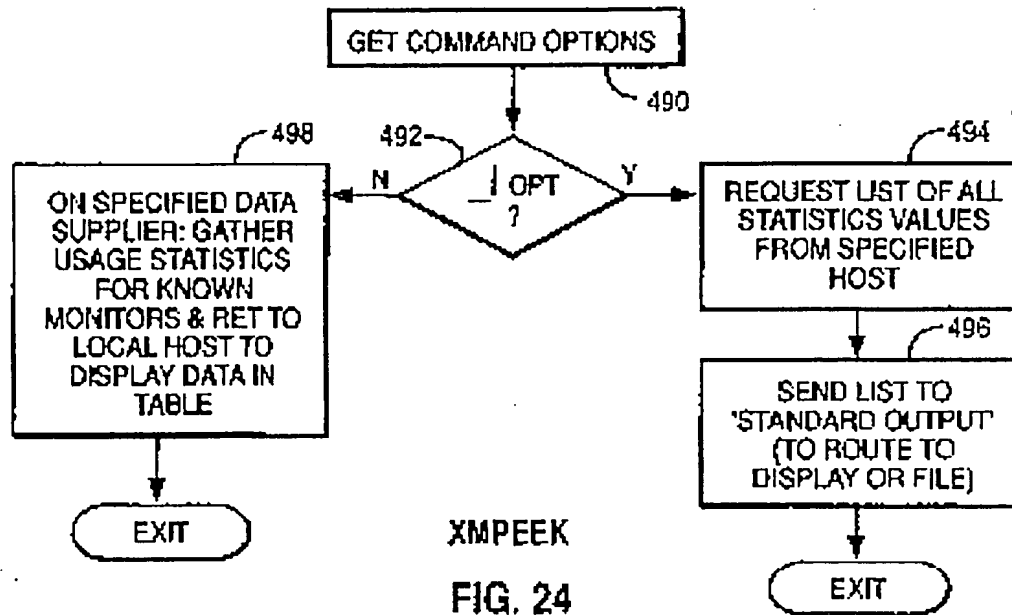 GET COMMAND OPTIONS
490
492
_l OPT
?
N
Y
498
ON SPECIFIED DATA
SUPPLIER: GATHER
USAGE STATISTICS
FOR KNOWN
MONITORS & RET TO
LOCAL HOST TO
DISPLAY DATA IN
TABLE
EXIT
494
REQUEST LIST OF ALL
STATISTICS VALUES
FROM SPECIFIED
HOST
496
SEND LIST TO
'STANDARD OUTPUT'
(TO ROUTE TO
DISPLAY OR FILE)
EXIT
XMPEEK
FIG. 24